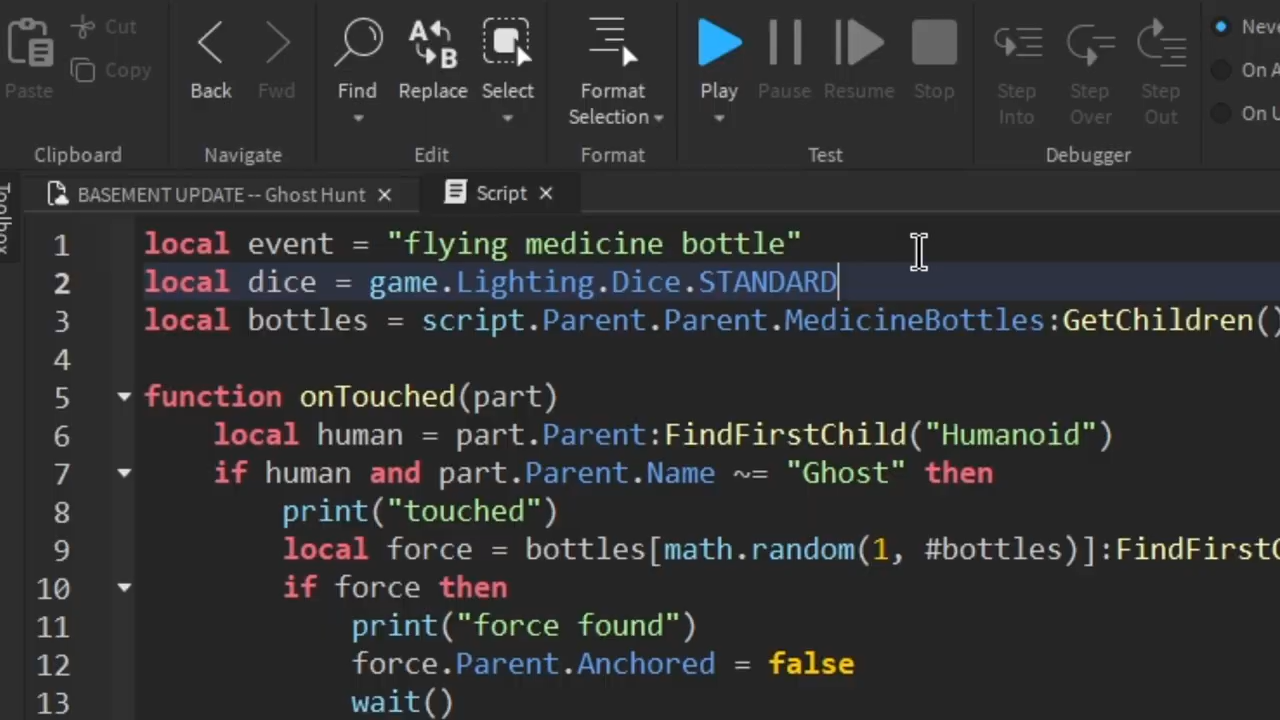 Paste
Cut
Copy
Clipboard
Back
Fwd
Navigate
Find
Replace
Select
Edit
Format
Selection
Format
Play
Pause
Resume
Stop
Test
Step
Into
Step
Over
Step
Out
Debugger
Neve
On A
On U
Toolbox
BASEMENT UPDATE -- Ghost Hunt
Script
1 local event = "flying medicine bottle"
2 local dice = game.Lighting.Dice.STANDARD
3 local bottles = script.Parent.Parent.MedicineBottles:GetChildren()
4
5 function onTouched(part)
6 local human = part.Parent:FindFirstChild("Humanoid")
7 if human and part.Parent.Name ~= "Ghost" then
8 print("touched")
9 local force = bottles[math.random(1, #bottles)]:FindFirstC
10 if force then
11 print("force found")
12 force.Parent.Anchored = false
13 wait()